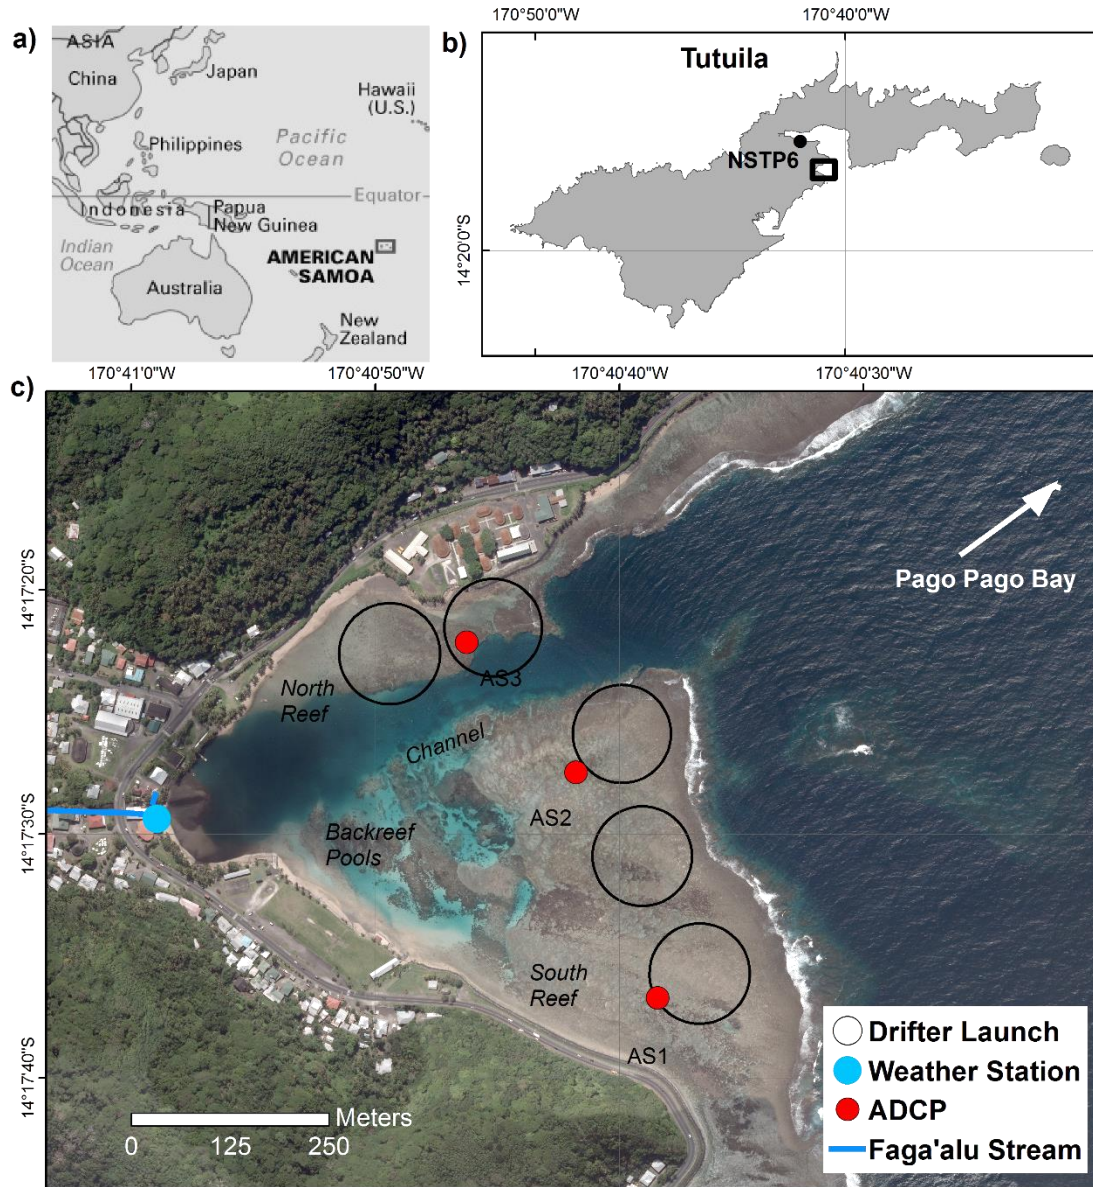 a)
ASIA
China
Japan
Hawaii
(U.S.)
Pacific
Ocean
Philippines
Equator
Indonesia
Papua
New Guinea
Indian
Ocean
AMERICAN
SAMOA
Australia
New
Zealand
b)
170°50'0"W
170°40'0"W
Tutuila
NSTP6
14°20'0"S
c)
170°41'0"W
170°40'50"W
170°40'40"W
170°40'30"W
14°17'20"S
14°17'30"S
14°17'40"S
Pago Pago Bay
AS3
North
Reef
Channel
AS2
Backreef
Pools
South
Reef
AS1
Meters
0
125
250
Drifter Launch
Weather Station
ADCP
Faga'alu Stream